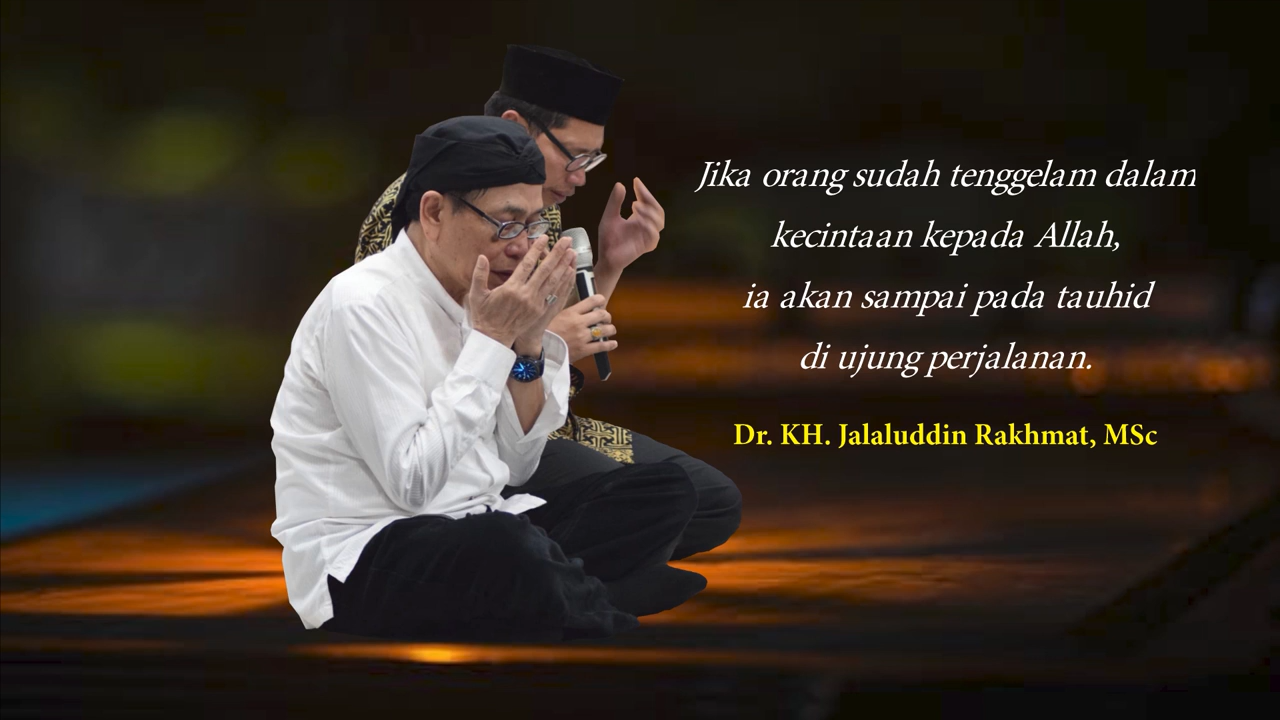 Jika orang sudah tenggelam dalam
kecintaan kepada Allah,
ia akan sampai pada tauhid
di ujung perjalanan.
Dr. KH. Jalaluddin Rakhmat, MSc